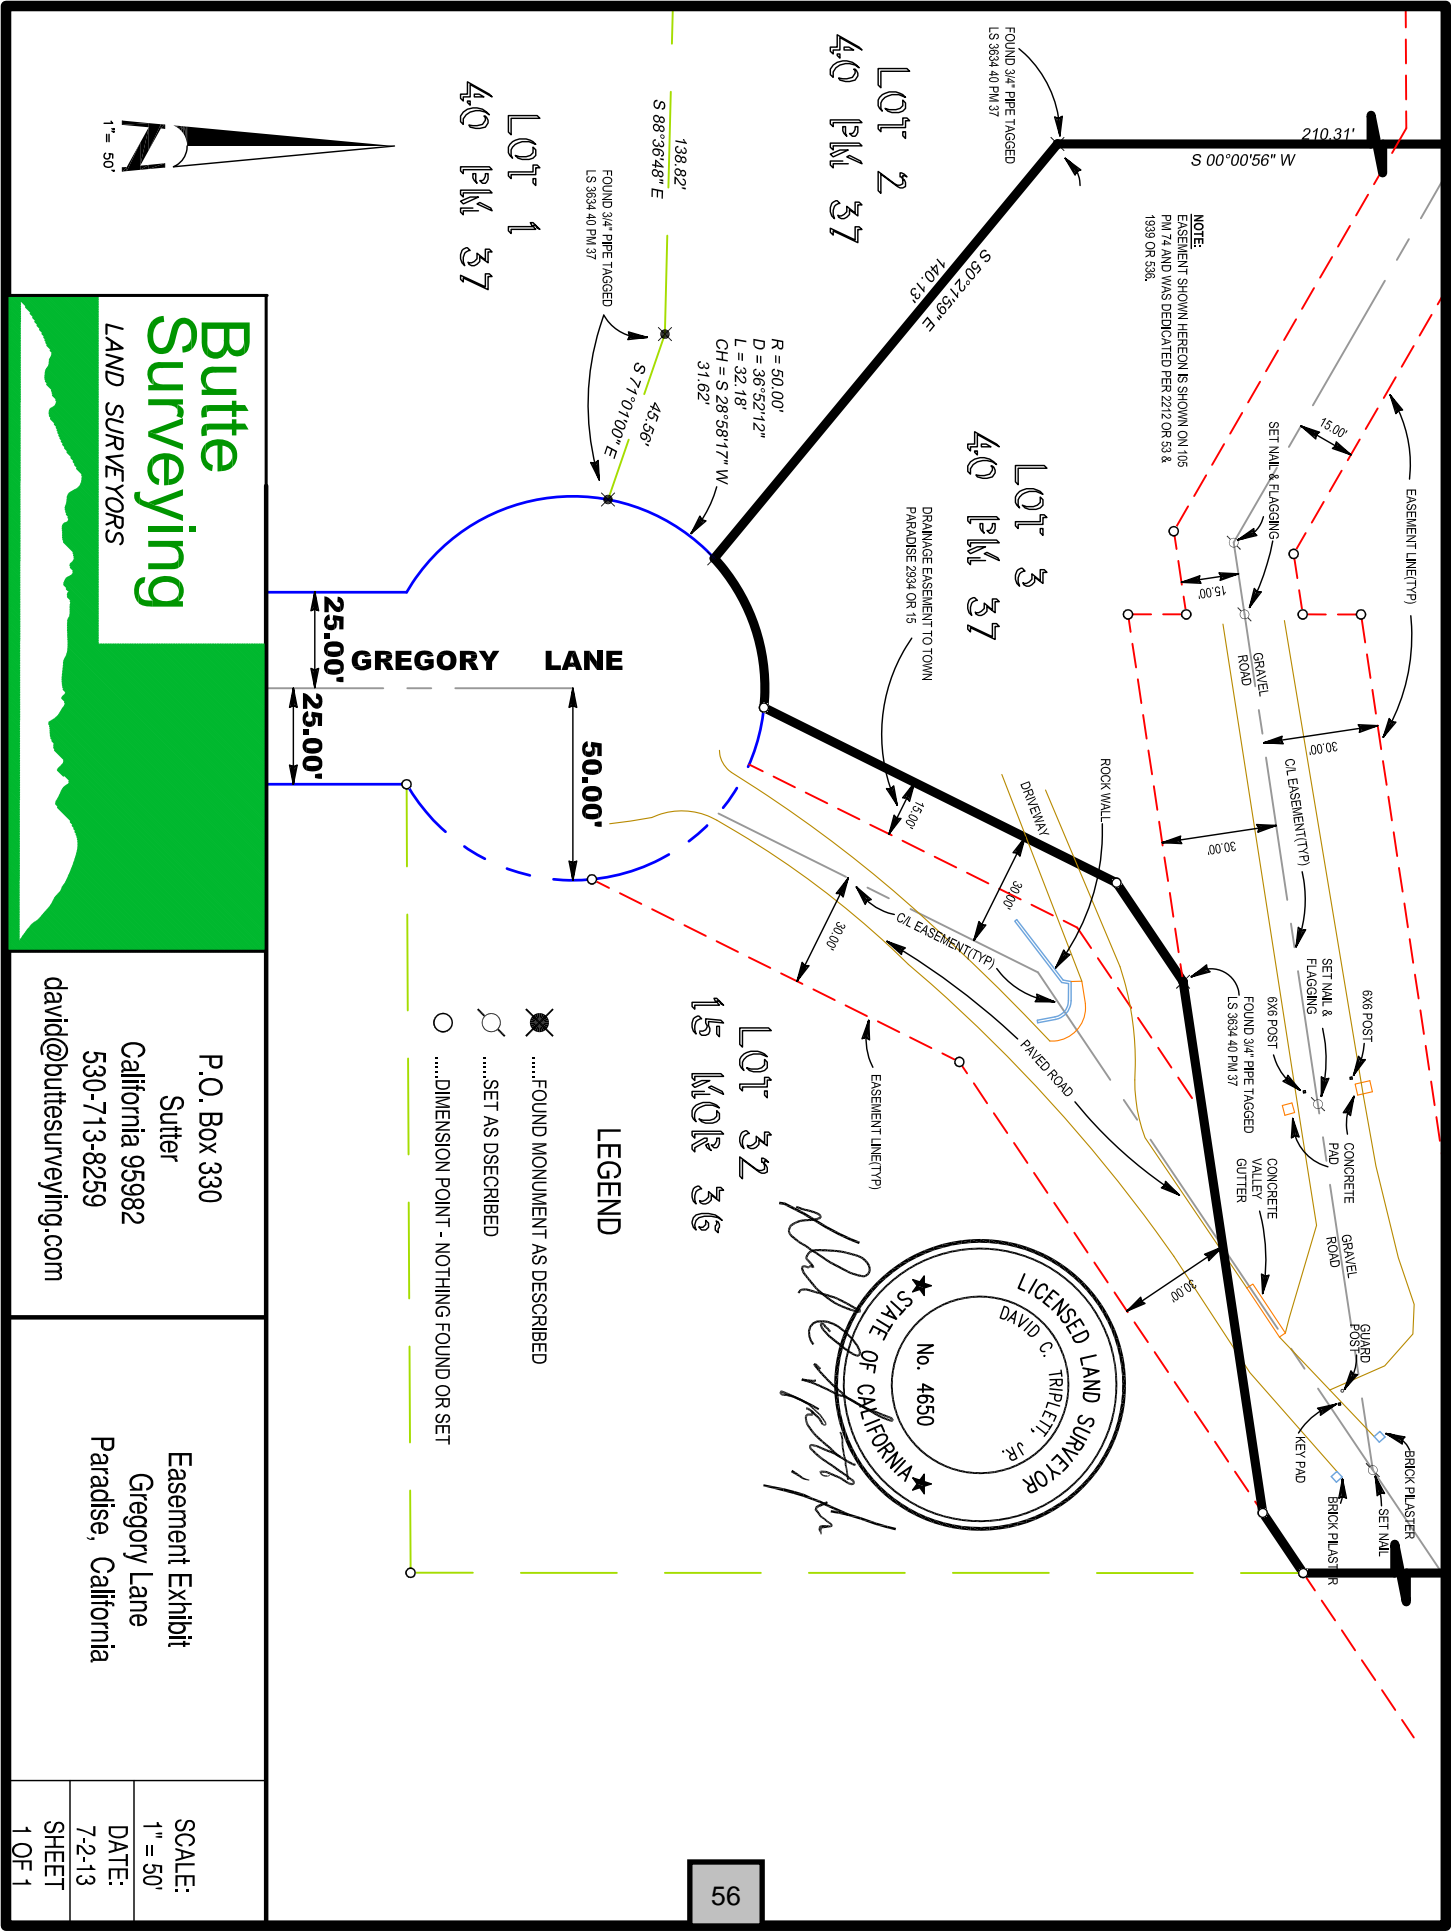 210.31'
S 00°00'56" W
FOUND 3/4" PIPE TAGGED
LS 3634 40 PM 37
LOT 2
40 PM 37
NOTE:
EASEMENT SHOWN HEREON IS SHOWN ON 105
PM 74 AND WAS DEDICATED PER 2212 OR 53 &
1939 OR 536.
S 50°21'59" E
140.13'
138.82'
S 88°36'48" E
LOT 1
40 PM 37
FOUND 3/4" PIPE TAGGED
LS 3634 40 PM 37
1" = 50'
N
45.56'
S 71°01'00" E
R = 50.00'
D = 36°52'12"
L = 32.18'
CH = S 28°58'17" W
31.62'
LOT 3
40 PM 37
15.00'
EASEMENT LINE(TYP)
SET NAIL & FLAGGING
15.00'
GRAVEL
ROAD
30.00'
C/L EASEMENT(TYP)
30.00'
DRAINAGE EASEMENT TO TOWN
PARADISE 2934 OR 15
GREGORY LANE
25.00'
25.00'
50.00'
15.00'
DRIVEWAY
ROCK WALL
30.00'
C/L EASEMENT(TYP)
30.00'
PAVED ROAD
EASEMENT LINE(TYP)
SET NAIL &
FLAGGING
6X6 POST
6X6 POST
FOUND 3/4" PIPE TAGGED
LS 3634 40 PM 37
CONCRETE
PAD
CONCRETE
VALLEY
GUTTER
GRAVEL
ROAD
30.00'
GUARD
POST
KEY PAD
BRICK PILASTER
SET NAIL
BRICK PILASTER
LOT 32
15 MOR 36
LEGEND
....FOUND MONUMENT AS DESCRIBED
.....SET AS DSECRIBED
.....DIMENSION POINT - NOTHING FOUND OR SET
LICENSED LAND SURVEYOR
DAVID C. TRIPLETT, JR.
No. 4650
STATE OF CALIFORNIA
Butte
Surveying
LAND SURVEYORS
P.O. Box 330
Sutter
California 95982
530-713-8259
david@buttesurveying.com
Easement Exhibit
Gregory Lane
Paradise, California
SCALE:
1" = 50'
DATE:
7-2-13
SHEET
1 OF 1
56